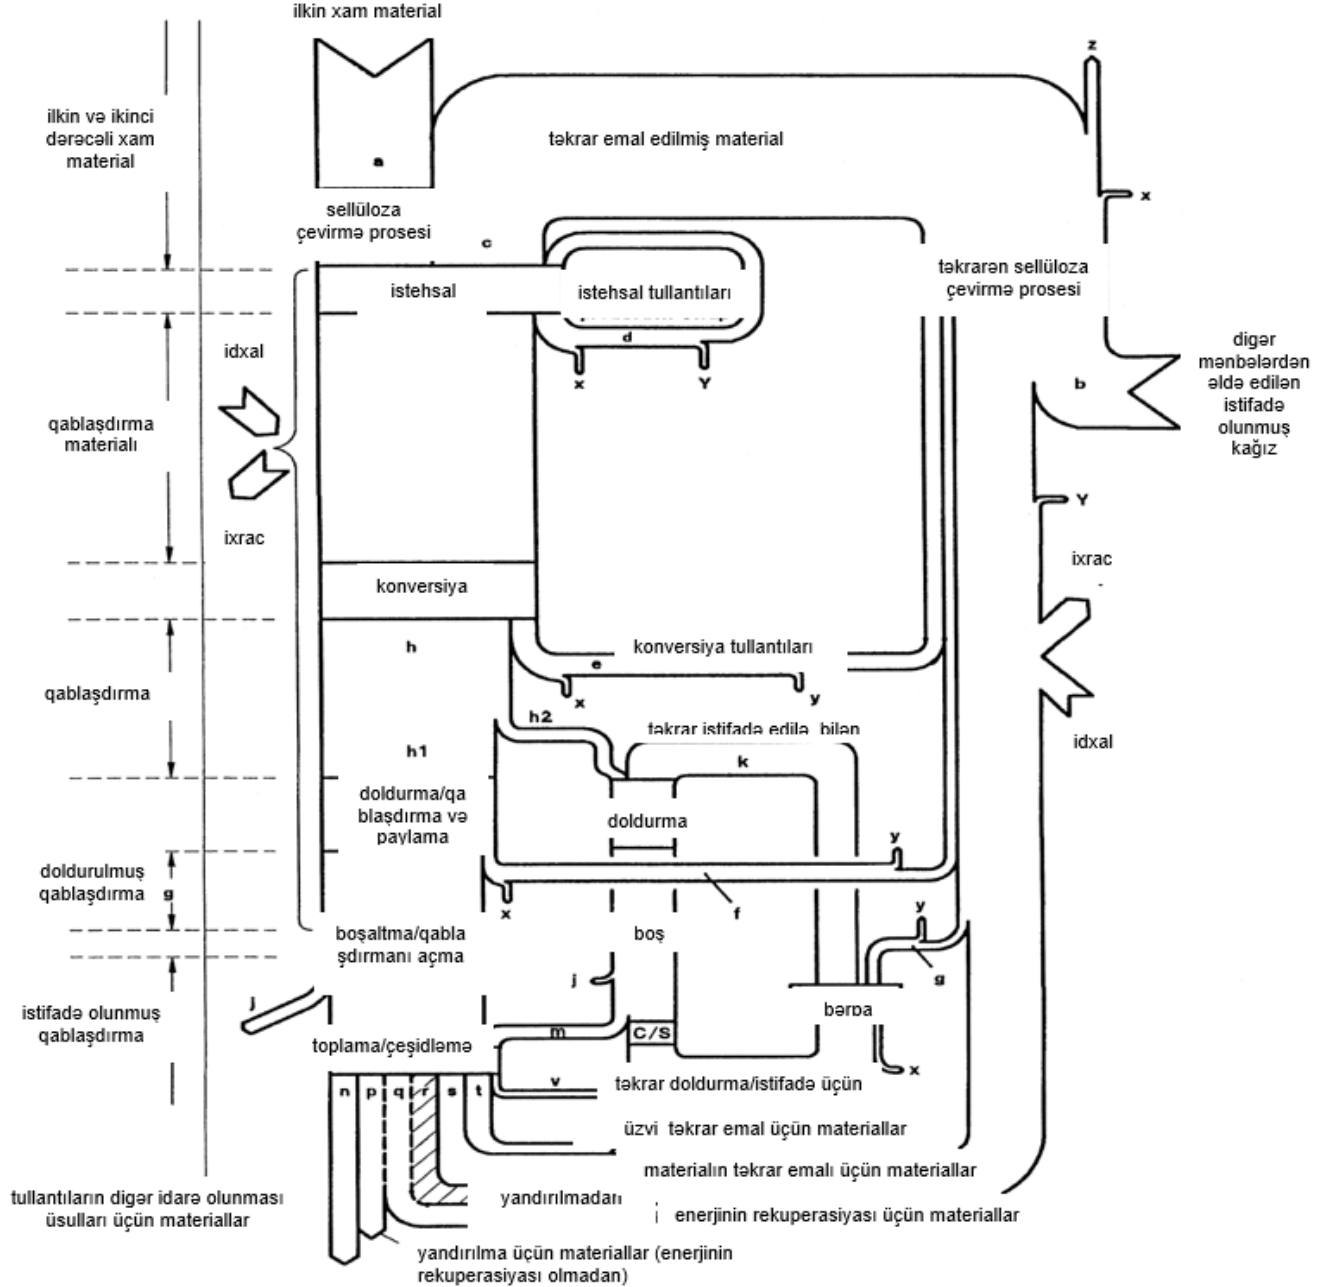 ilkin xam material
z
ilkin və ikinci
dərəcəli xam
material
təkrar emal edilmiş material
a
x
sellüloza
çevirmə prosesi
c
təkrarən sellüloza
çevirmə prosesi
istehsal
istehsal tullantıları
d
x
Y
idxal
digər
mənbələrdən
əldə edilən
istifadə
olunmuş
kağız
b
qablaşdırma
materialı
Y
ixrac
ixrac
konversiya
h
konversiya tullantıları
e
x
y
qablaşdırma
h2
təkrar istifadə edilə bilən
idxal
h1
k
doldurma/qa
blaşdırma və
paylama
doldurma
y
doldurulmuş
qablaşdırma
g
x
f
y
boşaltma/qabla
şdırmanı açma
boş
g
j
j
bərpa
istifadə olunmuş
qablaşdırma
m
C/S
toplama/çeşidləmə
x
n
p
q
r
s
t
v
təkrar doldurma/istifadə üçün
üzvi təkrar emal üçün materiallar
materialın təkrar emalı üçün materiallar
tullantıların digər idarə olunması
üsulları üçün materiallar
yandırılmadan
enerjinin rekuperasiyası üçün materiallar
yandırılma üçün materiallar (enerjinin
rekuperasiyası olmadan)